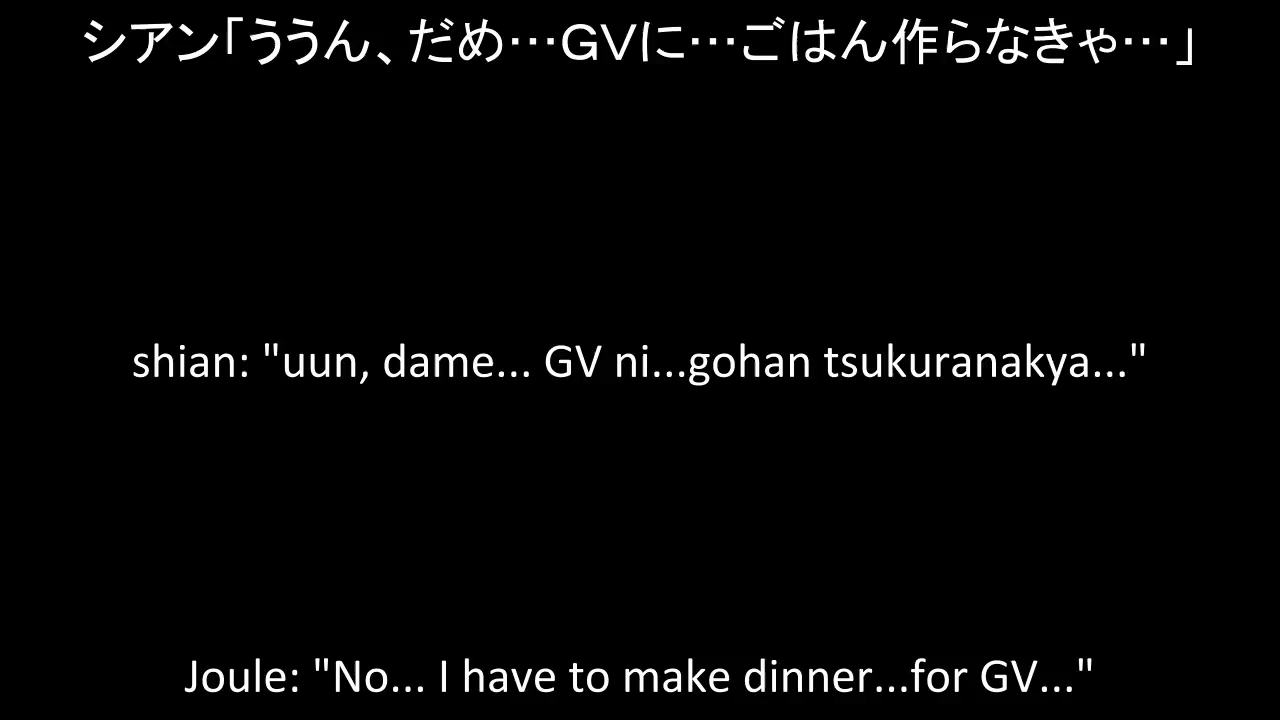 シアン「ううん、だめ…ＧＶに…ごはん作らなきゃ…」
shian: "uun, dame... GV ni...gohan tsukuranakya..."
Joule: "No... I have to make dinner...for GV..."